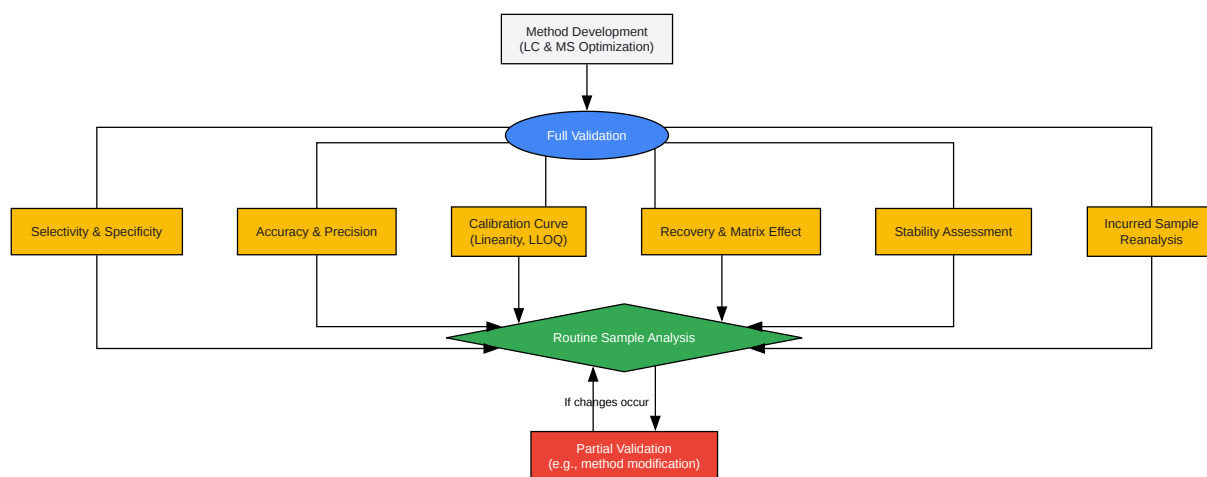 Method Development
(LC & MS Optimization)
Full Validation
Selectivity & Specificity
Accuracy & Precision
Calibration Curve
(Linearity, LLOQ)
Recovery & Matrix Effect
Stability Assessment
Incurred Sample
Reanalysis
Routine Sample Analysis
If changes occur
Partial Validation
(e.g., method modification)